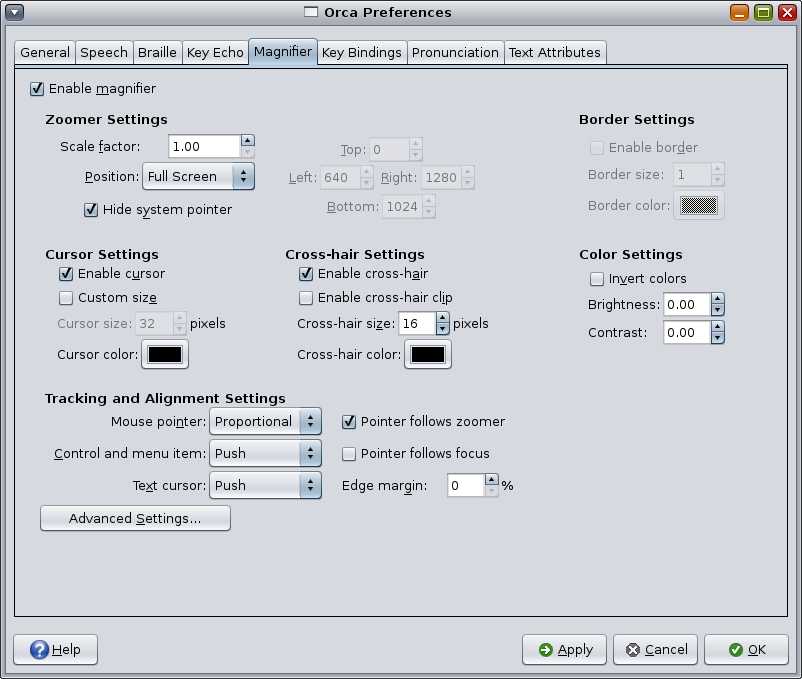 Orca Preferences
General Speech Braille Key Echo Magnifier Key Bindings Pronunciation Text Attributes
Enable magnifier
Zoomer Settings
Scale factor: 1.00
Position: Full Screen
Hide system pointer
Top: 0
Left: 640 Right: 1280
Bottom: 1024
Border Settings
Enable border
Border size: 1
Border color:
Cursor Settings
Enable cursor
Custom size
Cursor size: 32 pixels
Cursor color:
Cross-hair Settings
Enable cross-hair
Enable cross-hair clip
Cross-hair size: 16 pixels
Cross-hair color:
Color Settings
Invert colors
Brightness: 0.00
Contrast: 0.00
Tracking and Alignment Settings
Mouse pointer: Proportional Pointer follows zoomer
Control and menu item: Push Pointer follows focus
Text cursor: Push Edge margin: 0 %
Advanced Settings...
Help Apply Cancel OK